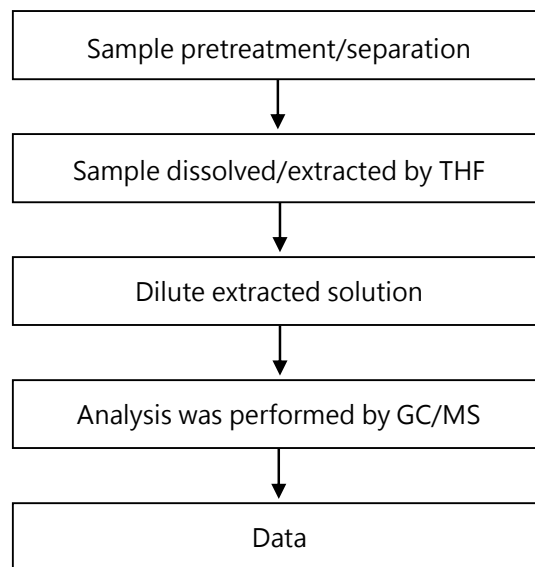 Sample pretreatment/separation
Sample dissolved/extracted by THF
Dilute extracted solution
Analysis was performed by GC/MS
Data